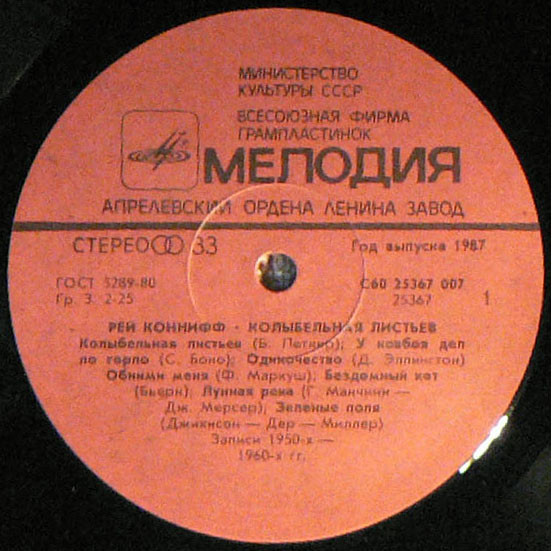 МИНИСТЕРСТВО
КУЛЬТУРЫ СССР
ВСЕСОЮЗНАЯ ФИРМА
ГРАМПЛАСТИНОК
МЕЛОДИЯ
АПРЕЛЕВСКИЙ ОРДЕНА ЛЕНИНА ЗАВОД
СТЕРЕО 33
Год выпуска 1987
ГОСТ 5289-80
Гр. 3. 2-25
С60 25367 007
25367
1
РЕЙ КОННИФФ · КОЛЫБЕЛЬНАЯ ЛИСТЬЕВ
Колыбельная листьев (Б. Петкер); У ковбоя дел
по горло (С. Боно); Одиночество (Д. Эллингтон)
Обними меня (Ф. Маркуш); Бездомный кот
(Бьерн); Лунная река (Г. Манчини —
Дж. Мерсер); Зеленые поля
(Джикисон — Дер — Миллер)
Записи 1950-х —
1960-х гг.